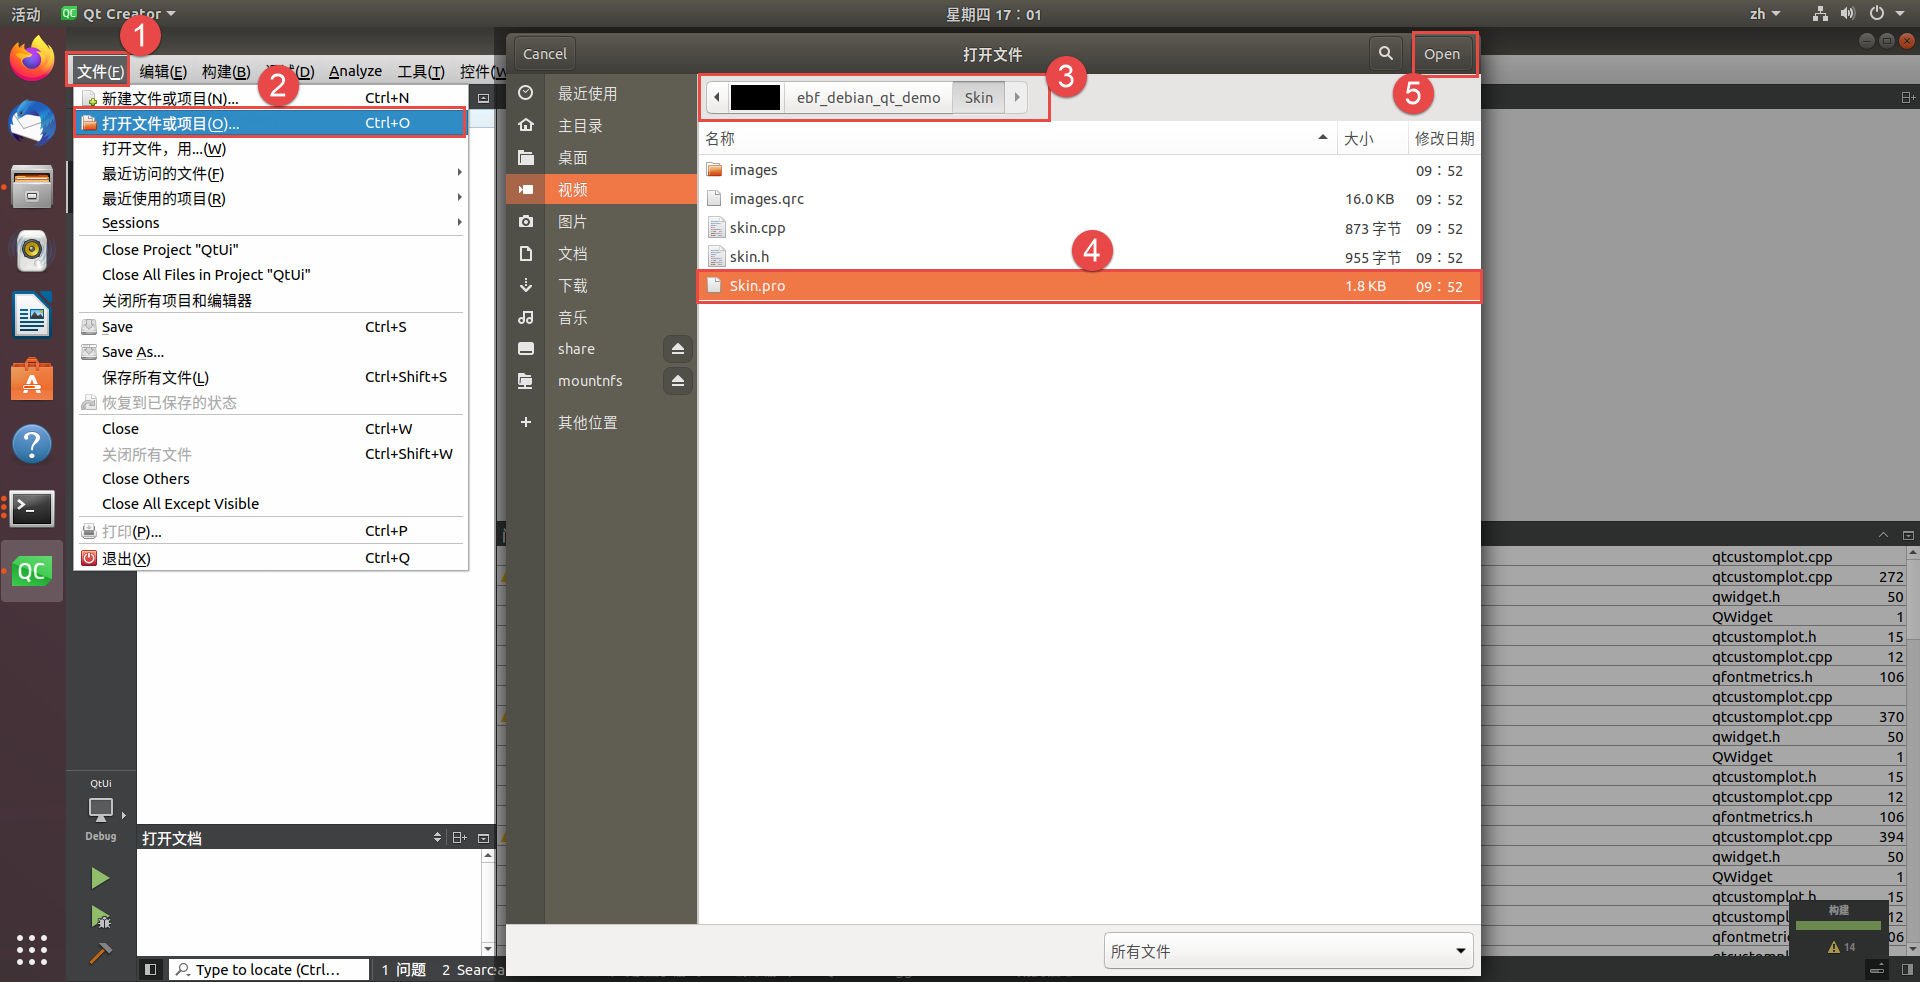 活动
Qt Creator
星期四 17：01
zh
1
文件(F)
编辑(E)
构建(B)
(D)
Analyze
工具(T)
控件(W
2
新建文件或项目(N)...
Ctrl+N
打开文件或项目(O)...
Ctrl+O
打开文件，用...(W)
最近访问的文件(F)
最近使用的项目(R)
Sessions
Close Project "QtUi"
Close All Files in Project "QtUi"
关闭所有项目和编辑器
Save
Ctrl+S
Save As...
保存所有文件(L)
Ctrl+Shift+S
恢复到已保存的状态
Close
Ctrl+W
关闭所有文件
Ctrl+Shift+W
Close Others
Close All Except Visible
打印(P)...
Ctrl+P
退出(X)
Ctrl+Q
QC
QtUi
Debug
打开文档
Type to locate (Ctrl...
1 问题
2 Searc
Cancel
打开文件
Open
3
5
ebf_debian_qt_demo
Skin
最近使用
主目录
桌面
视频
图片
文档
下载
音乐
share
mountnfs
其他位置
名称
大小
修改日期
images
09：52
images.qrc
16.0 KB
09：52
skin.cpp
873 字节
09：52
skin.h
955 字节
09：52
4
Skin.pro
1.8 KB
09：52
所有文件
qtcustomplot.cpp
qtcustomplot.cpp 272
qwidget.h 50
QWidget 1
qtcustomplot.h 15
qtcustomplot.cpp 12
qfontmetrics.h 106
qtcustomplot.cpp
qtcustomplot.cpp 370
qwidget.h 50
QWidget 1
qtcustomplot.h 15
qtcustomplot.cpp 12
qfontmetrics.h 106
qtcustomplot.cpp 394
qwidget.h 50
QWidget 1
qtcustomplot.h 15
qtcustompl 12
qfontmetri 06
构建
14